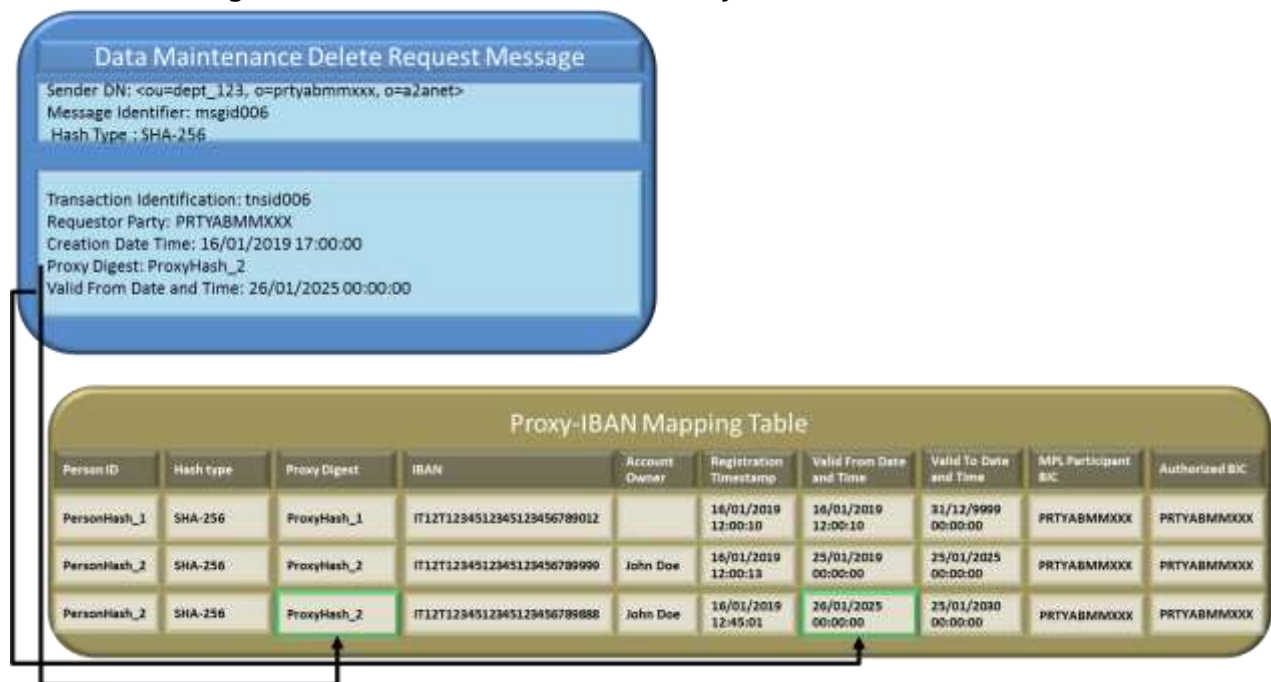 Data Maintenance Delete Request Message
Sender DN: <ou=dept_123, o=prtyabmmxxx, o=a2anet>
Message Identifier: msgid006
Hash Type : SHA-256
Transaction Identification: tnsid006
Requestor Party: PRTYABMMXXX
Creation Date Time: 16/01/2019 17:00:00
Proxy Digest: ProxyHash_2
Valid From Date and Time: 26/01/2025 00:00:00
Proxy-IBAN Mapping Table
Person ID Hash type Proxy Digest IBAN Account Owner Registration Timestamp Valid From Date and Time Valid To Date and Time MPL Participant BIC Authorized BIC
PersonHash_1 SHA-256 ProxyHash_1 IT12T1234512345123456789012 16/01/2019 12:00:10 16/01/2019 12:00:10 31/12/9999 00:00:00 PRTYABMMXXX PRTYABMMXXX
PersonHash_2 SHA-256 ProxyHash_2 IT12T1234512345123456789999 John Doe 16/01/2019 12:00:13 25/01/2019 00:00:00 25/01/2025 00:00:00 PRTYABMMXXX PRTYABMMXXX
PersonHash_2 SHA-256 ProxyHash_2 IT12T1234512345123456789888 John Doe 16/01/2019 12:45:01 26/01/2025 00:00:00 25/01/2030 00:00:00 PRTYABMMXXX PRTYABMMXXX